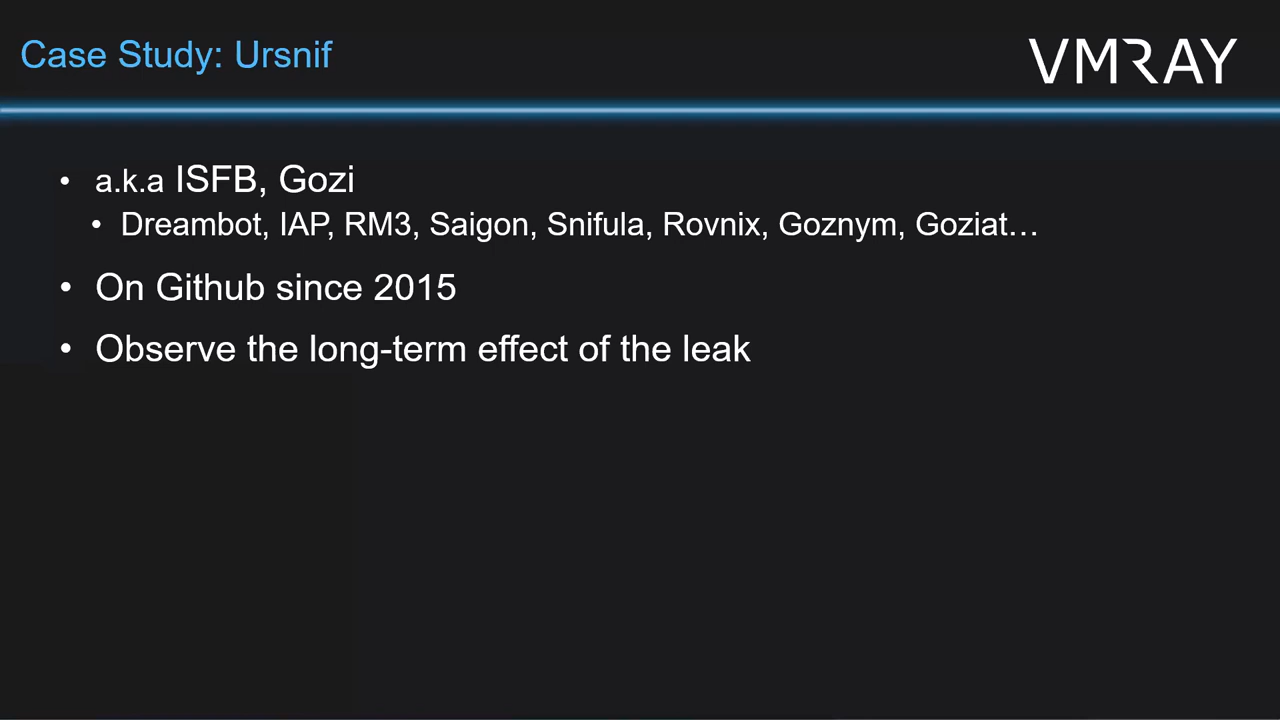 Case Study: Ursnif
VMRAY
• a.k.a ISFB, Gozi
• Dreambot, IAP, RM3, Saigon, Snifula, Rovnix, Goznym, Goziat…
• On Github since 2015
• Observe the long-term effect of the leak